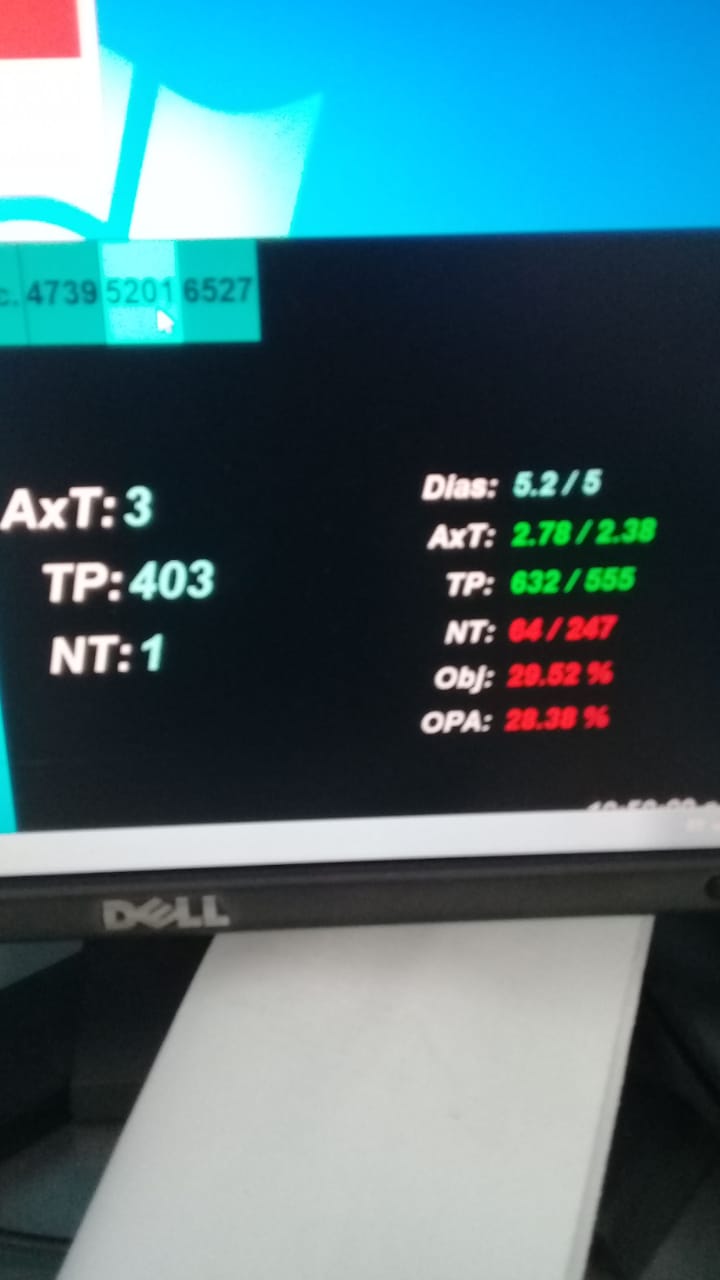 c. 4739 5201 6527
AxT: 3
TP: 403
NT: 1
Dias: 5.2 / 5
AxT: 2.78 / 2.38
TP: 632 / 555
NT: 64 / 247
Obj: 29.52 %
OPA: 28.38 %
DELL